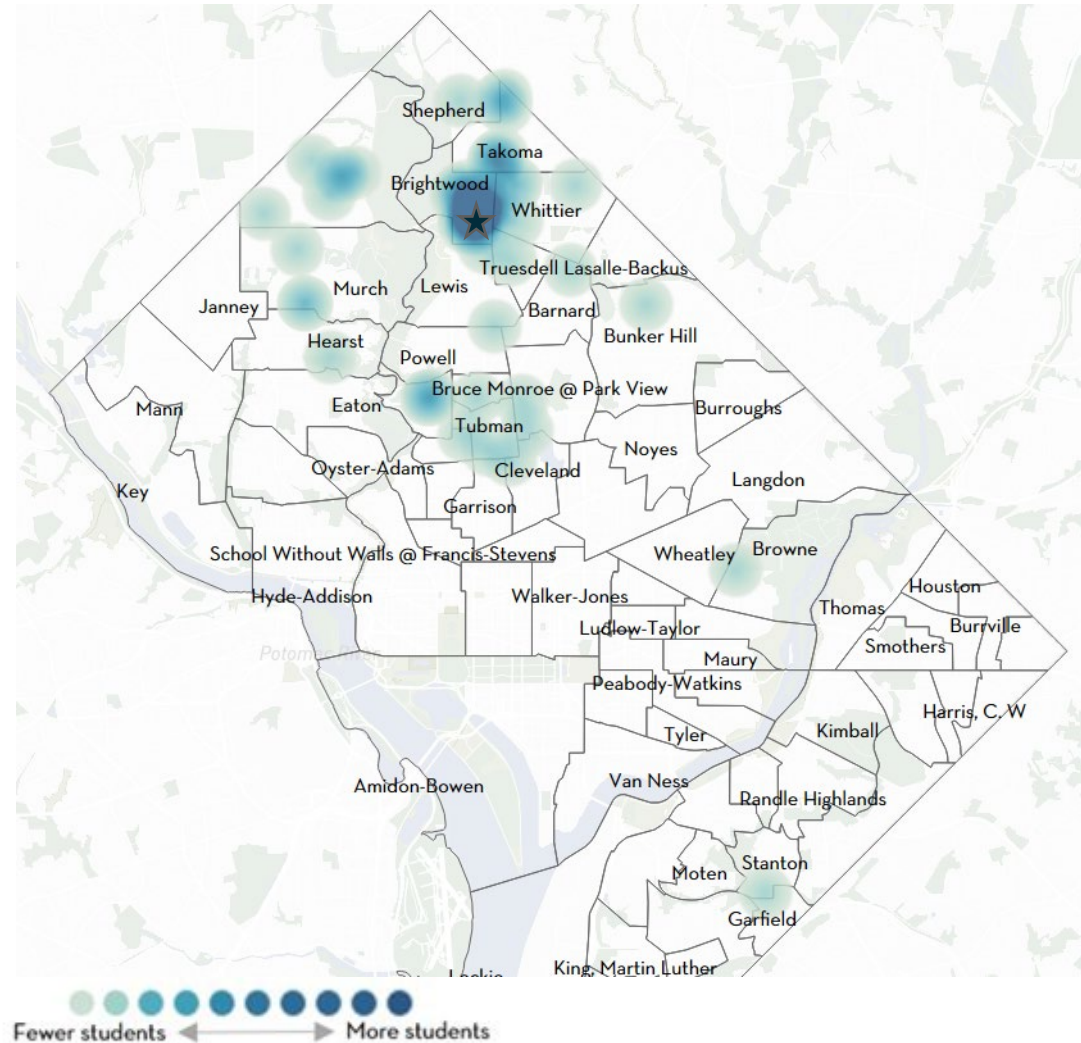 Shepherd
Takoma
Brightwood
Whittier
Truesdell Lasalle-Backus
Lewis
Murch
Janney
Barnard
Bunker Hill
Hearst
Powell
Bruce Monroe @ Park View
Eaton
Mann
Burroughs
Tubman
Noyes
Oyster-Adams
Cleveland
Langdon
Key
Garrison
School Without Walls @ Francis-Stevens
Wheatley
Browne
Houston
Hyde-Addison
Walker-Jones
Thomas
Ludlow-Taylor
Burrville
Smothers
Potomac River
Maury
Peabody-Watkins
Harris, C. W
Kimball
Tyler
Van Ness
Amidon-Bowen
Randle Highlands
Stanton
Moten
Garfield
King, Martin Luther
Fewer students
More students